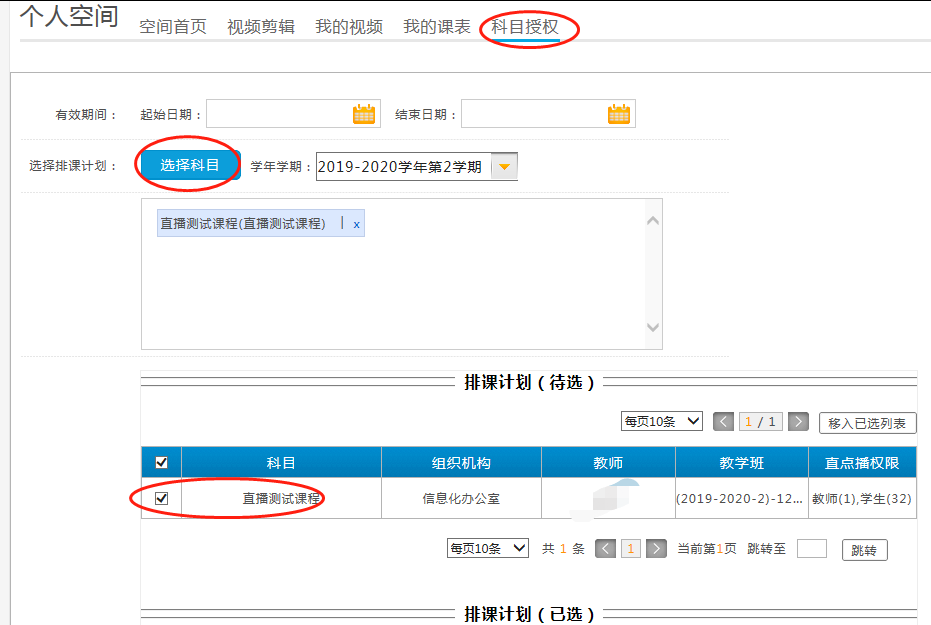 个人空间 空间首页 视频剪辑 我的视频 我的课表 科目授权
有效期间： 起始日期： 结束日期：
选择排课计划： 选择科目 学年学期： 2019-2020学年第2学期
直播测试课程(直播测试课程) | x
排课计划（待选）
每页10条 < 1 / 1 > 移入已选列表
科目 组织机构 教师 教学班 直点播权限
直播测试课程 信息化办公室 (2019-2020-2)-12... 教师(1),学生(32)
每页10条 共 1 条 < 1 > 当前第1页 跳转至 跳转
排课计划（已选）